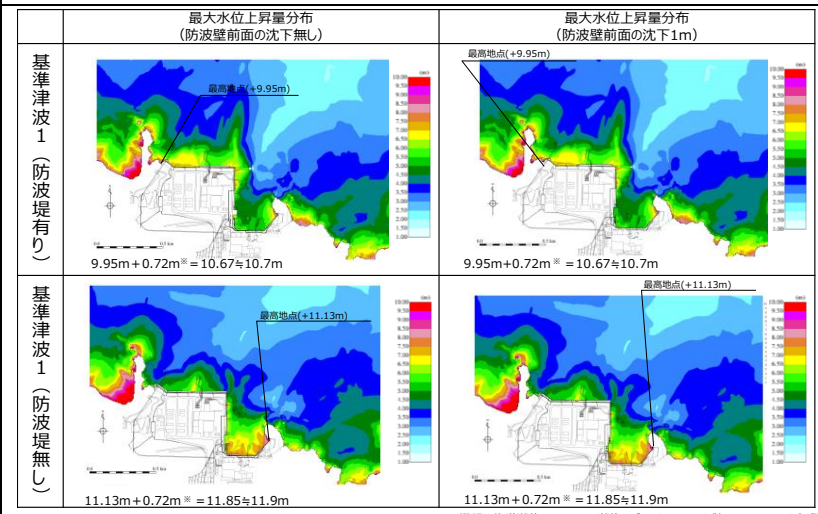 最大水位上昇量分布
(防波壁前面の沈下無し)
最大水位上昇量分布
(防波壁前面の沈下1m)
基準津波1(防波堤有り)
最高地点(+9.95m)
9.95m+0.72m※=10.67≒10.7m
最高地点(+9.95m)
9.95m+0.72m※=10.67≒10.7m
基準津波1(防波堤無し)
最高地点(+11.13m)
11.13m+0.72m※=11.85≒11.9m
最高地点(+11.13m)
11.13m+0.72m※=11.85≒11.9m